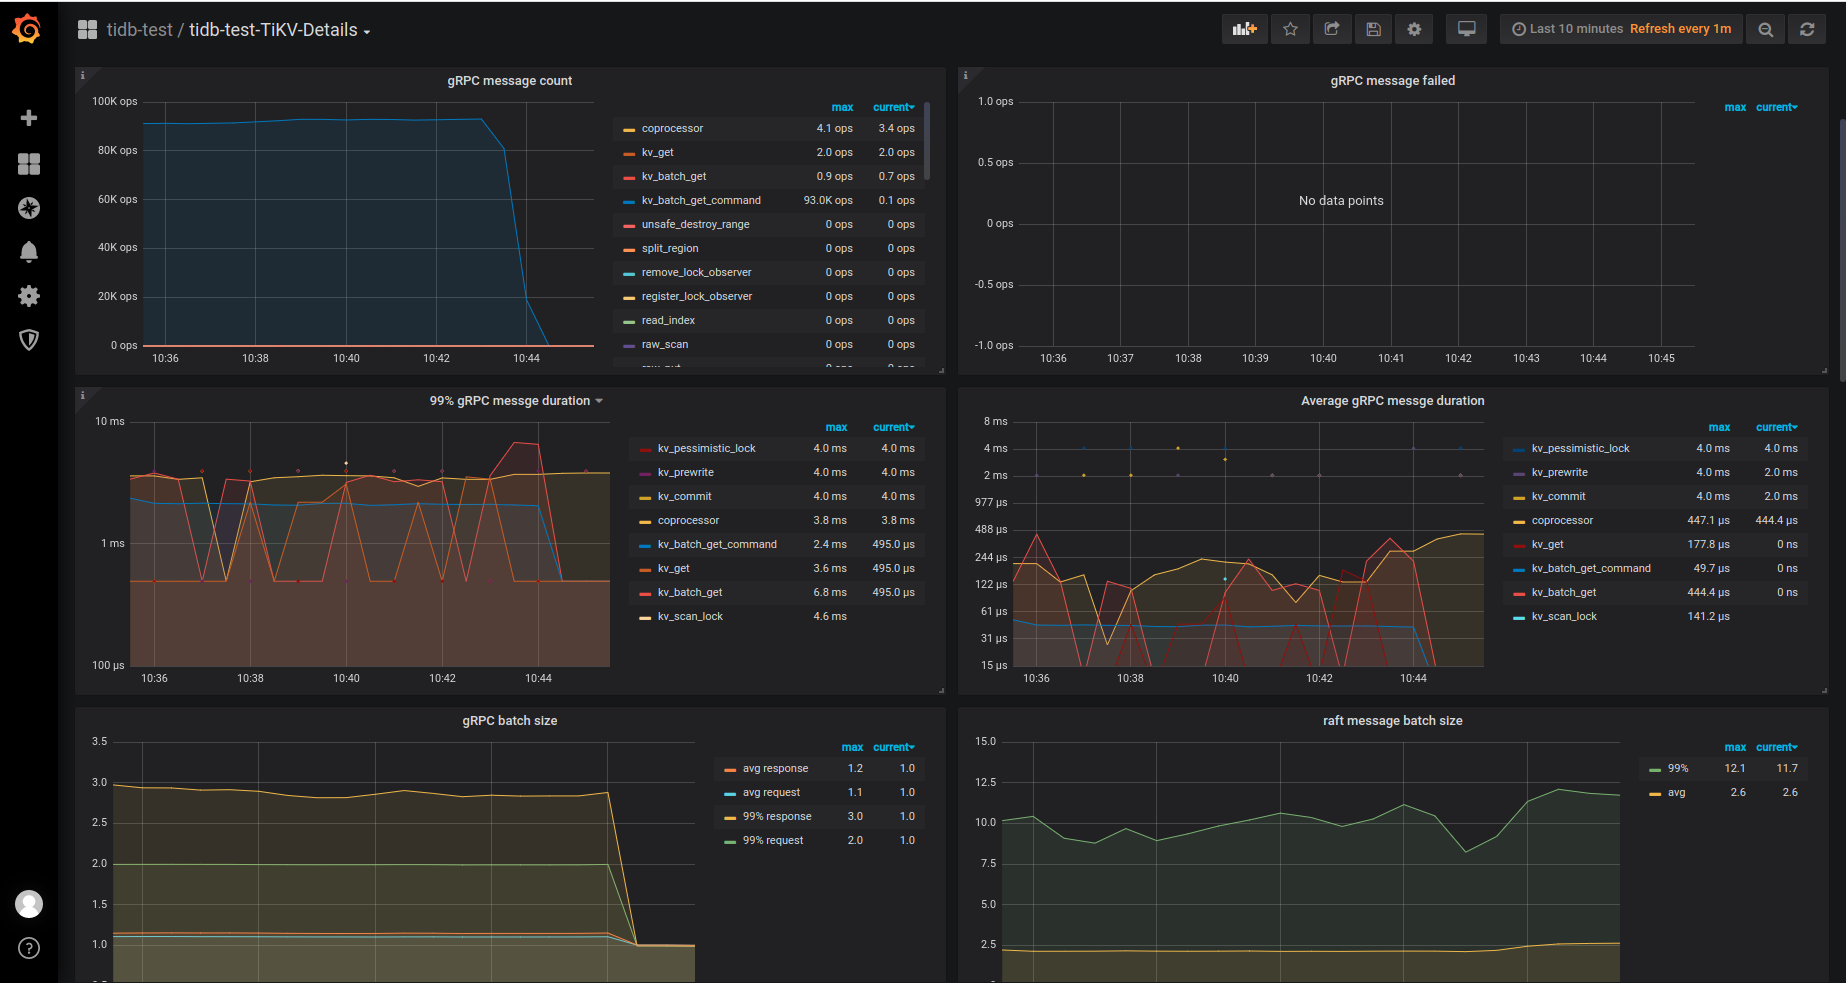 tidb-test / tidb-test-TiKV-Details
Last 10 minutes Refresh every 1m
gRPC message count
100K ops
80K ops
60K ops
40K ops
20K ops
0 ops
10:36 10:38 10:40 10:42 10:44
max current
coprocessor 4.1 ops 3.4 ops
kv_get 2.0 ops 2.0 ops
kv_batch_get 0.9 ops 0.7 ops
kv_batch_get_command 93.0K ops 0.1 ops
unsafe_destroy_range 0 ops 0 ops
split_region 0 ops 0 ops
remove_lock_observer 0 ops 0 ops
register_lock_observer 0 ops 0 ops
read_index 0 ops 0 ops
raw_scan 0 ops 0 ops
gRPC message failed
1.0 ops
0.5 ops
0 ops
-0.5 ops
-1.0 ops
No data points
10:36 10:37 10:38 10:39 10:40 10:41 10:42 10:43 10:44 10:45
max current
99% gRPC messge duration
10 ms
1 ms
100 µs
10:36 10:38 10:40 10:42 10:44
max current
kv_pessimistic_lock 4.0 ms 4.0 ms
kv_prewrite 4.0 ms 4.0 ms
kv_commit 4.0 ms 4.0 ms
coprocessor 3.8 ms 3.8 ms
kv_batch_get_command 2.4 ms 495.0 µs
kv_get 3.6 ms 495.0 µs
kv_batch_get 6.8 ms 495.0 µs
kv_scan_lock 4.6 ms
Average gRPC messge duration
8 ms
4 ms
2 ms
977 µs
488 µs
244 µs
122 µs
61 µs
31 µs
15 µs
10:36 10:38 10:40 10:42 10:44
max current
kv_pessimistic_lock 4.0 ms 4.0 ms
kv_prewrite 4.0 ms 2.0 ms
kv_commit 4.0 ms 2.0 ms
coprocessor 447.1 µs 444.4 µs
kv_get 177.8 µs 0 ns
kv_batch_get_command 49.7 µs 0 ns
kv_batch_get 444.4 µs 0 ns
kv_scan_lock 141.2 µs
gRPC batch size
3.5
3.0
2.5
2.0
1.5
1.0
max current
avg response 1.2 1.0
avg request 1.1 1.0
99% response 3.0 1.0
99% request 2.0 1.0
raft message batch size
15.0
12.5
10.0
7.5
5.0
2.5
max current
99% 12.1 11.7
avg 2.6 2.6